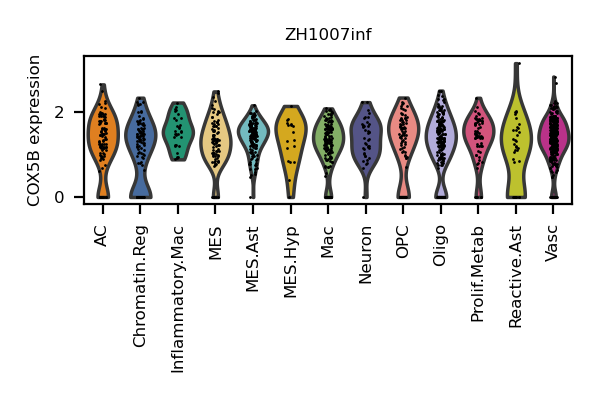 ZH1007inf
COX5B expression
2
0
AC
Chromatin.Reg
Inflammatory.Mac
MES
MES.Ast
MES.Hyp
Mac
Neuron
OPC
Oligo
Prolif.Metab
Reactive.Ast
Vasc